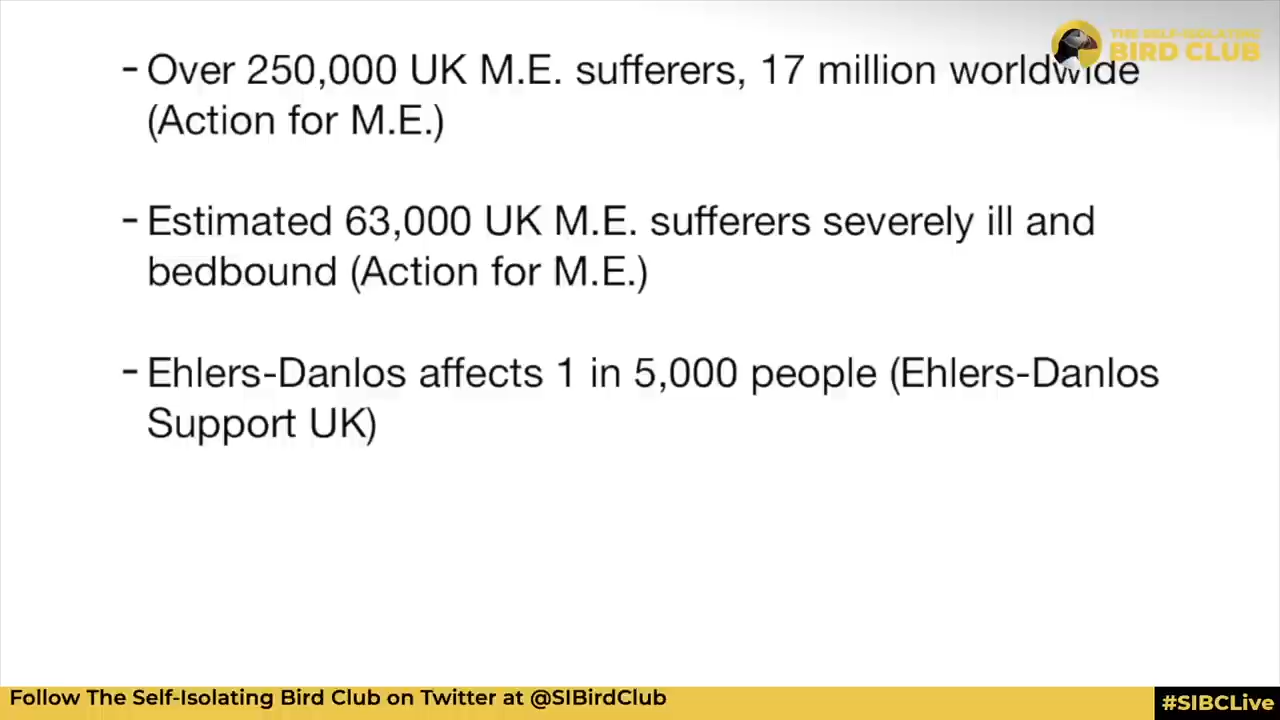 THE SELF-ISOLATING
BIRD CLUB
- Over 250,000 UK M.E. sufferers, 17 million worldwide
(Action for M.E.)
- Estimated 63,000 UK M.E. sufferers severely ill and
bedbound (Action for M.E.)
- Ehlers-Danlos affects 1 in 5,000 people (Ehlers-Danlos
Support UK)
Follow The Self-Isolating Bird Club on Twitter at @SIBirdClub
#SIBCLive